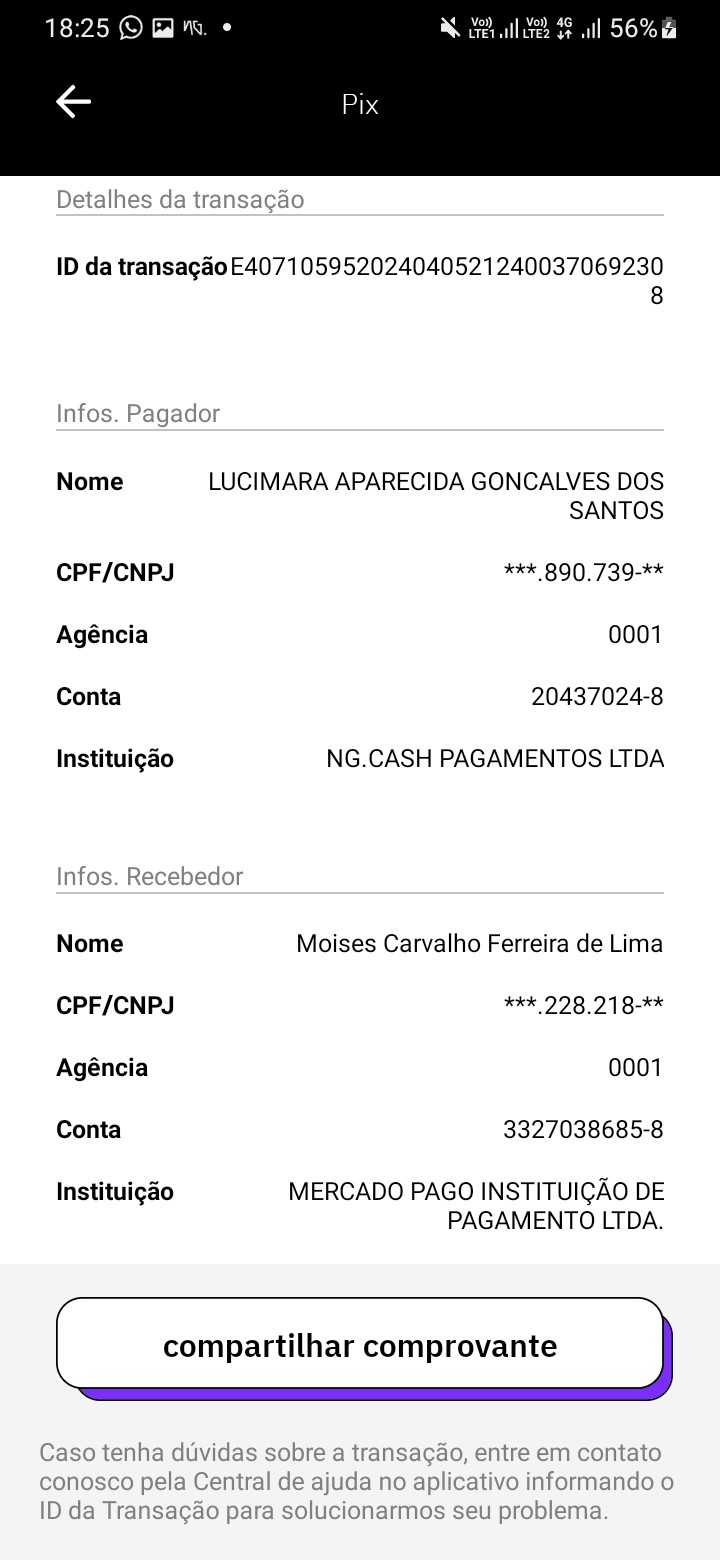 18:25 NG. Vo)) LTE1 Vo)) LTE2 4G 56%
Pix
Detalhes da transação
ID da transação E407105952024040521240037069230
8
Infos. Pagador
Nome LUCIMARA APARECIDA GONCALVES DOS
SANTOS
CPF/CNPJ ***.890.739-**
Agência 0001
Conta 20437024-8
Instituição NG.CASH PAGAMENTOS LTDA
Infos. Recebedor
Nome Moises Carvalho Ferreira de Lima
CPF/CNPJ ***.228.218-**
Agência 0001
Conta 3327038685-8
Instituição MERCADO PAGO INSTITUIÇÃO DE
PAGAMENTO LTDA.
compartilhar comprovante
Caso tenha dúvidas sobre a transação, entre em contato
conosco pela Central de ajuda no aplicativo informando o
ID da Transação para solucionarmos seu problema.